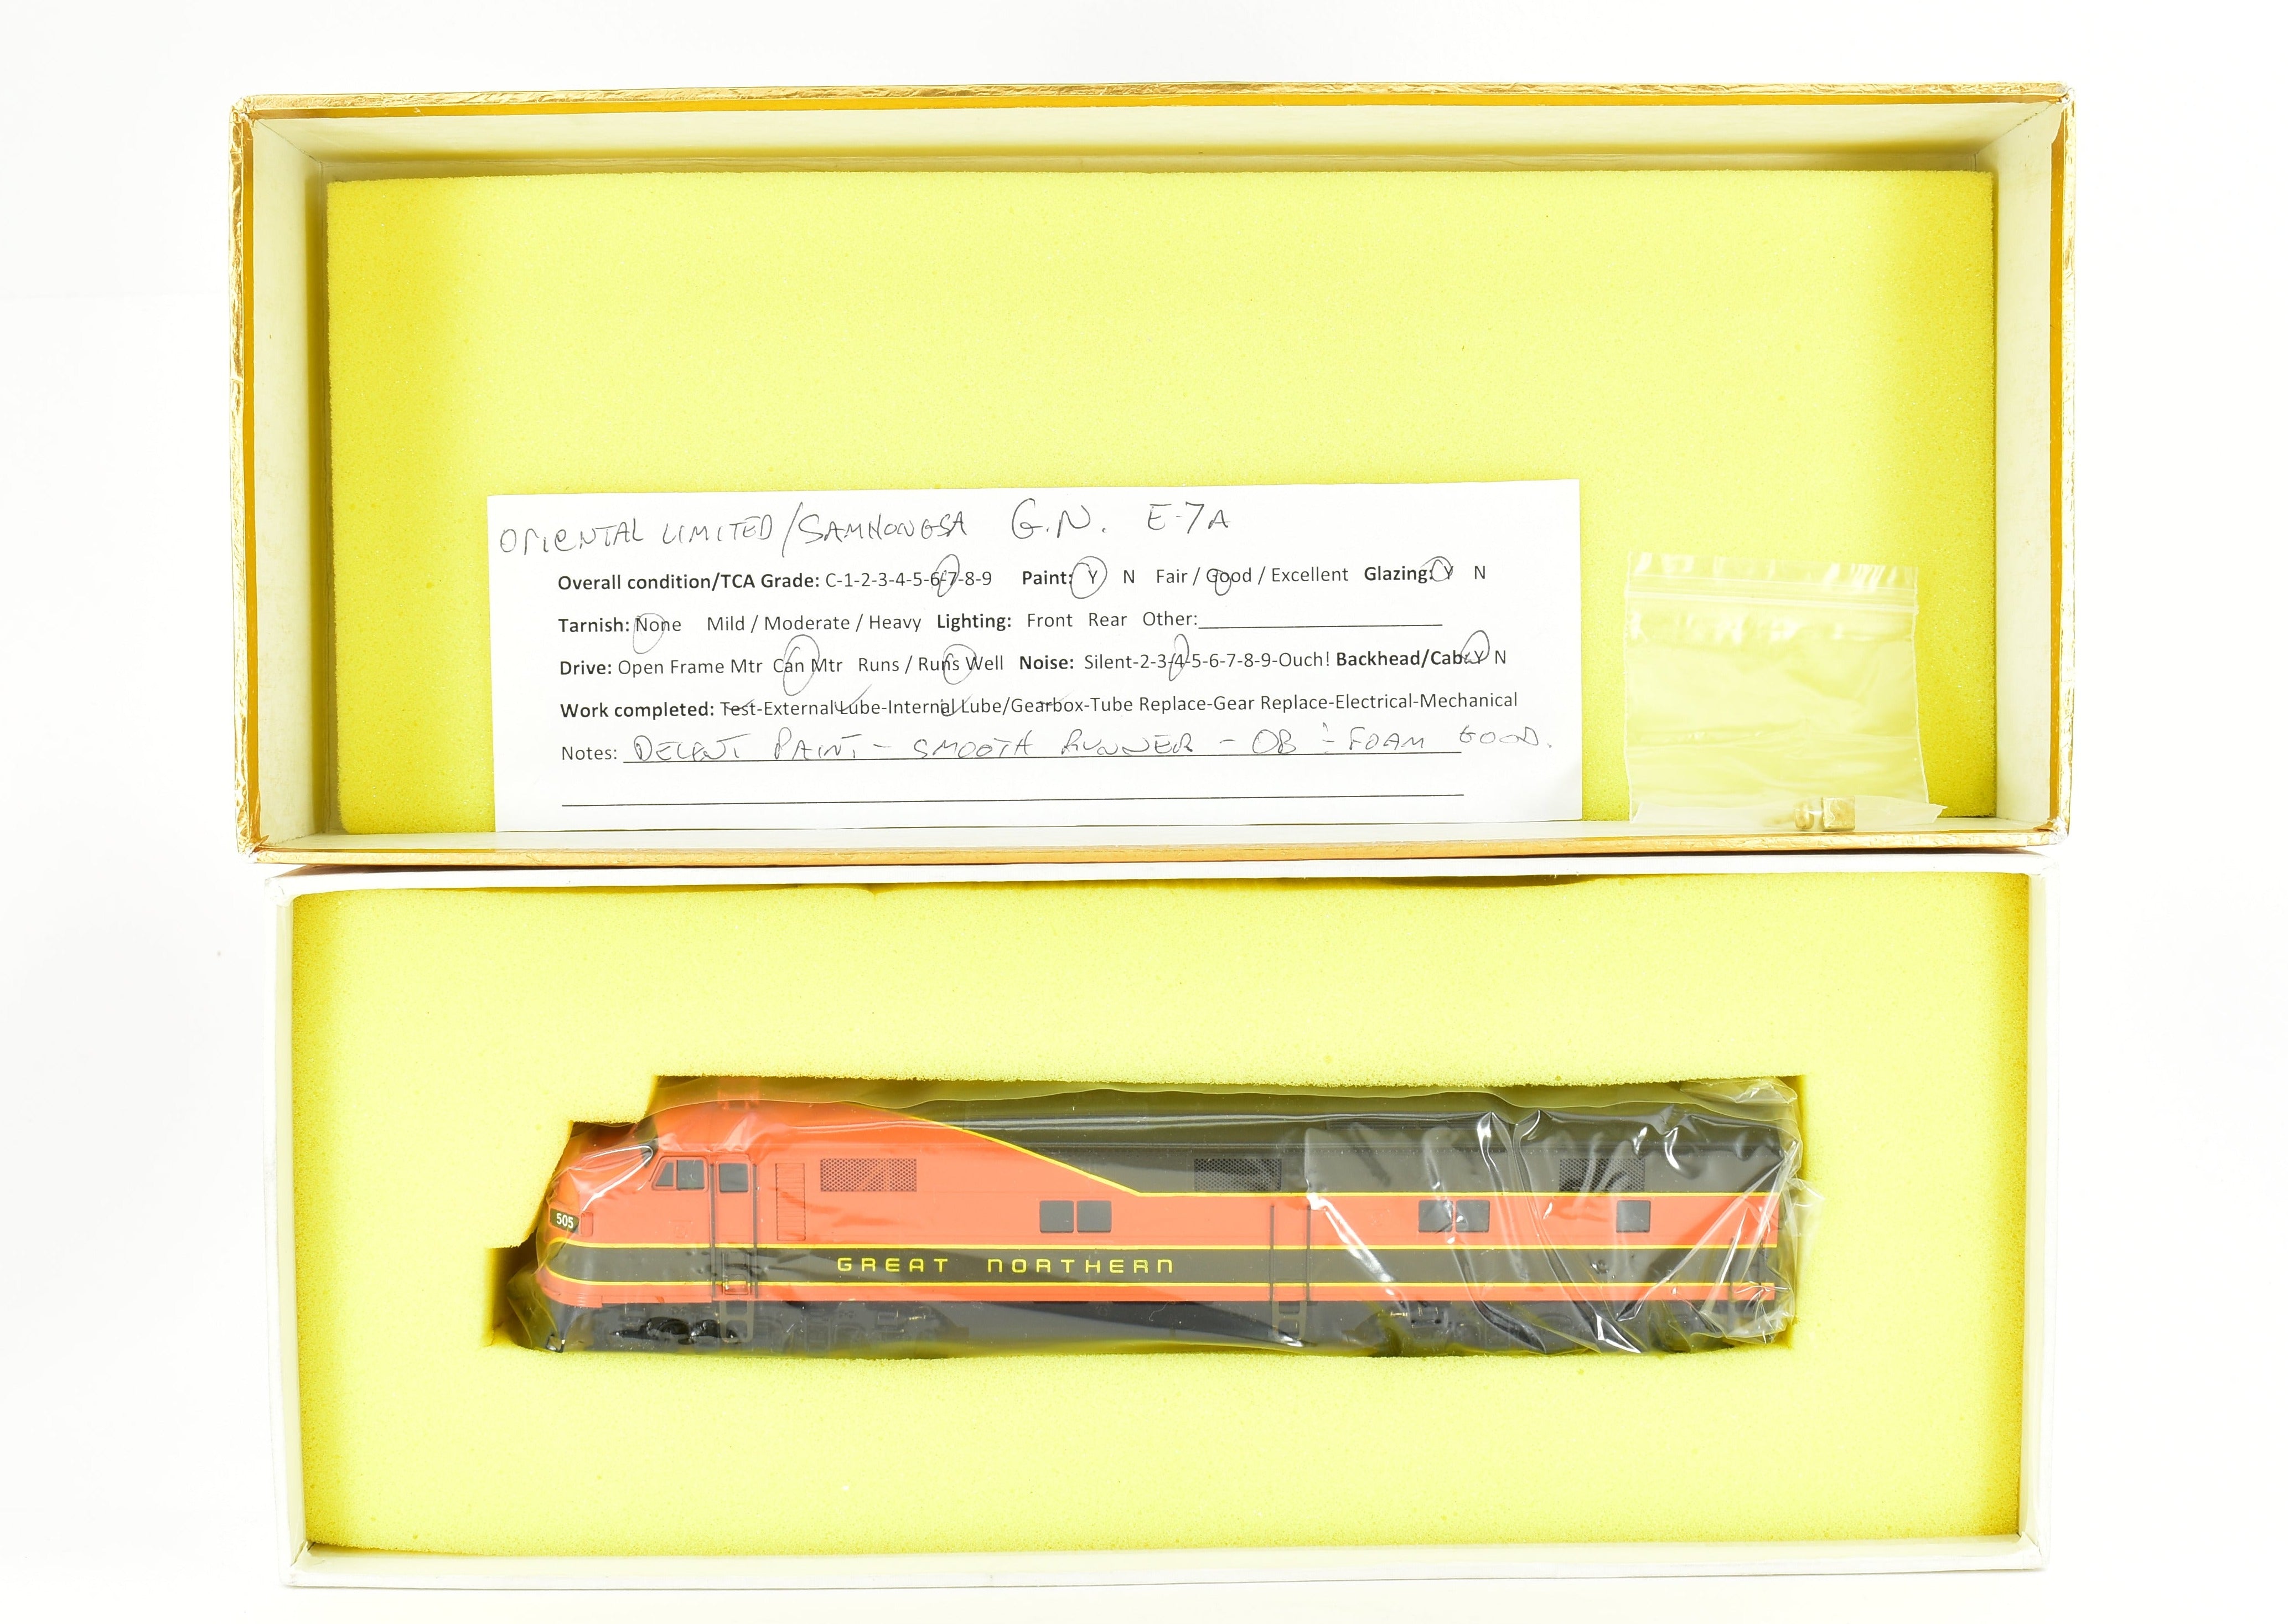 ORIENTAL LIMITED/SAMHONGSA G.N. E-7A
Overall condition/TCA Grade: C-1-2-3-4-5-6-7-8-9 Paint: Y N Fair / Good / Excellent Glazing: Y N
Tarnish: None Mild / Moderate / Heavy Lighting: Front Rear Other:
Drive: Open Frame Mtr Can Mtr Runs / Runs Well Noise: Silent-2-3-4-5-6-7-8-9-Ouch! Backhead/Cab: Y N
Work completed: Test-External Lube-Internal Lube/Gearbox-Tube Replace-Gear Replace-Electrical-Mechanical
Notes: DECENT PAINT - SMOOTH RUNNER - OB & FOAM GOOD.
505
GREAT NORTHERN